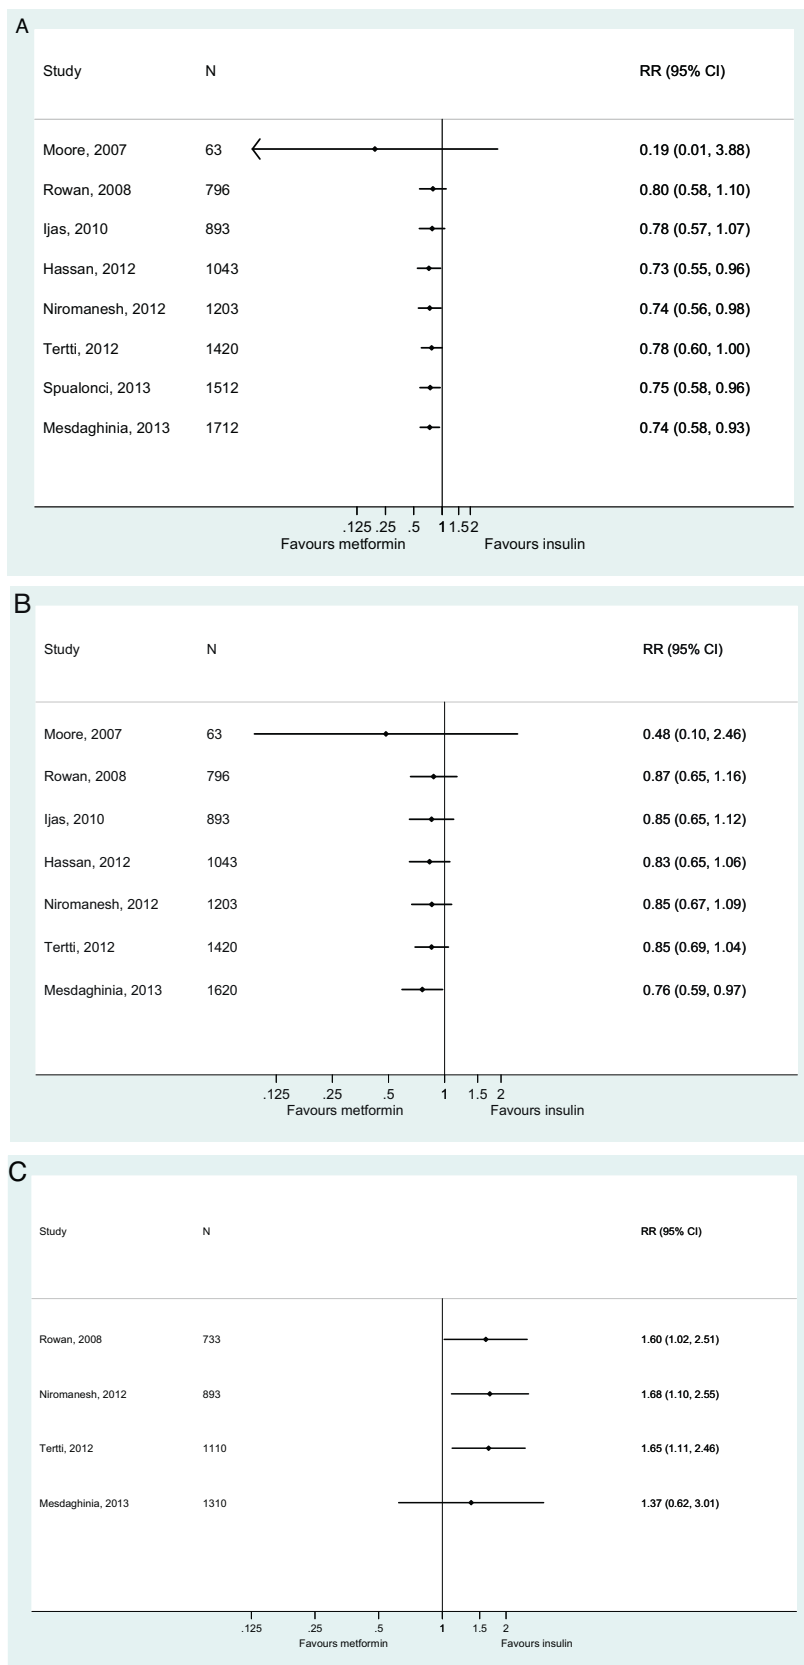 A
Study N RR (95% CI)
Moore, 2007 63 0.19 (0.01, 3.88)
Rowan, 2008 796 0.80 (0.58, 1.10)
Ijas, 2010 893 0.78 (0.57, 1.07)
Hassan, 2012 1043 0.73 (0.55, 0.96)
Niromanesh, 2012 1203 0.74 (0.56, 0.98)
Tertti, 2012 1420 0.78 (0.60, 1.00)
Spualonci, 2013 1512 0.75 (0.58, 0.96)
Mesdaghinia, 2013 1712 0.74 (0.58, 0.93)
.125 .25 .5 1 1.5 2
Favours metformin Favours insulin
B
Study N RR (95% CI)
Moore, 2007 63 0.48 (0.10, 2.46)
Rowan, 2008 796 0.87 (0.65, 1.16)
Ijas, 2010 893 0.85 (0.65, 1.12)
Hassan, 2012 1043 0.83 (0.65, 1.06)
Niromanesh, 2012 1203 0.85 (0.67, 1.09)
Tertti, 2012 1420 0.85 (0.69, 1.04)
Mesdaghinia, 2013 1620 0.76 (0.59, 0.97)
.125 .25 .5 1 1.5 2
Favours metformin Favours insulin
C
Study N RR (95% CI)
Rowan, 2008 733 1.60 (1.02, 2.51)
Niromanesh, 2012 893 1.68 (1.10, 2.55)
Tertti, 2012 1110 1.65 (1.11, 2.46)
Mesdaghinia, 2013 1310 1.37 (0.62, 3.01)
.125 .25 .5 1 1.5 2
Favours metformin Favours insulin